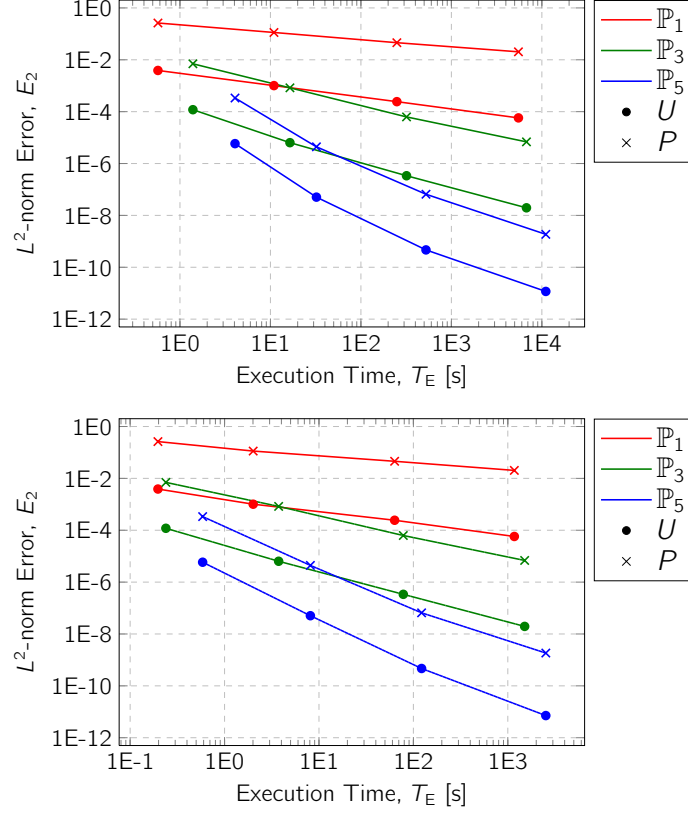 1E0
1E-2
1E-4
1E-6
1E-8
1E-10
1E-12
L²-norm Error, E₂
1E0 1E1 1E2 1E3 1E4
Execution Time, T_E [s]
ℙ₁
ℙ₃
ℙ₅
U
P
1E0
1E-2
1E-4
1E-6
1E-8
1E-10
1E-12
L²-norm Error, E₂
1E-1 1E0 1E1 1E2 1E3
Execution Time, T_E [s]
ℙ₁
ℙ₃
ℙ₅
U
P